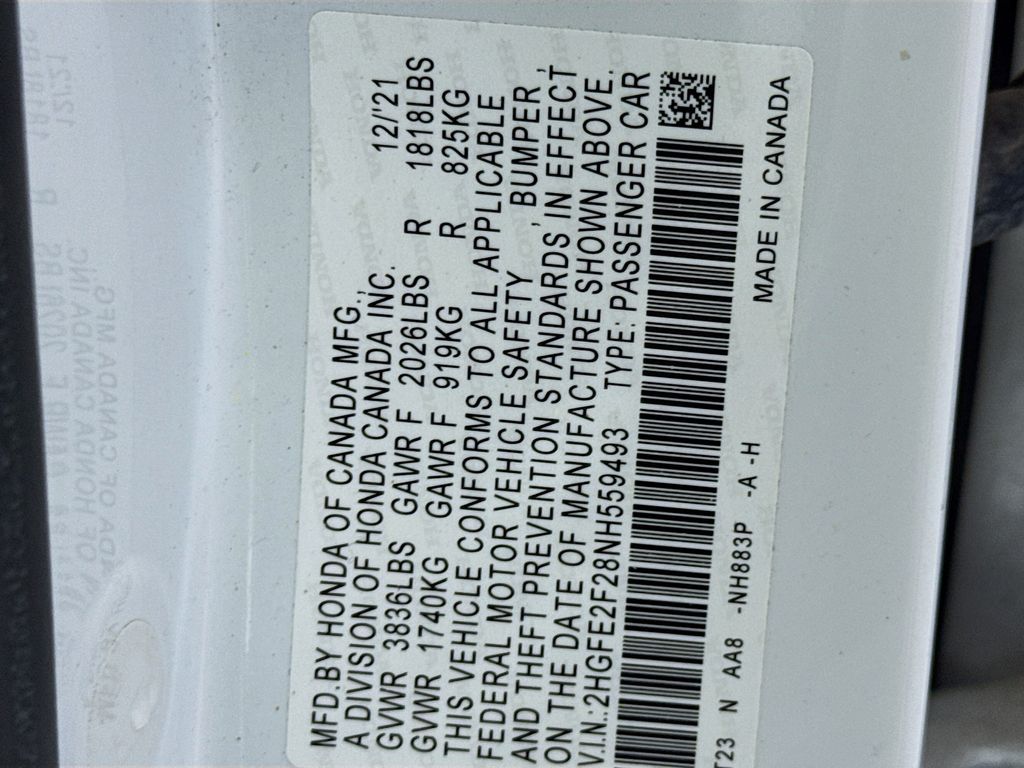 MFD.BY HONDA OF CANADA MFG.,
A DIVISION OF HONDA CANADA INC. 12/'21
GVWR 3836LBS GAWR F 2026LBS R 1818LBS
GVWR 1740KG GAWR F 919KG R 825KG
THIS VEHICLE CONFORMS TO ALL APPLICABLE
FEDERAL MOTOR VEHICLE SAFETY, BUMPER,
AND THEFT PREVENTION STANDARDS, IN EFFECT
ON THE DATE OF MANUFACTURE SHOWN ABOVE.
V.I.N.:2HGFE2F28NH559493 TYPE: PASSENGER CAR
T23 N AA8 -NH883P -A -H MADE IN CANADA